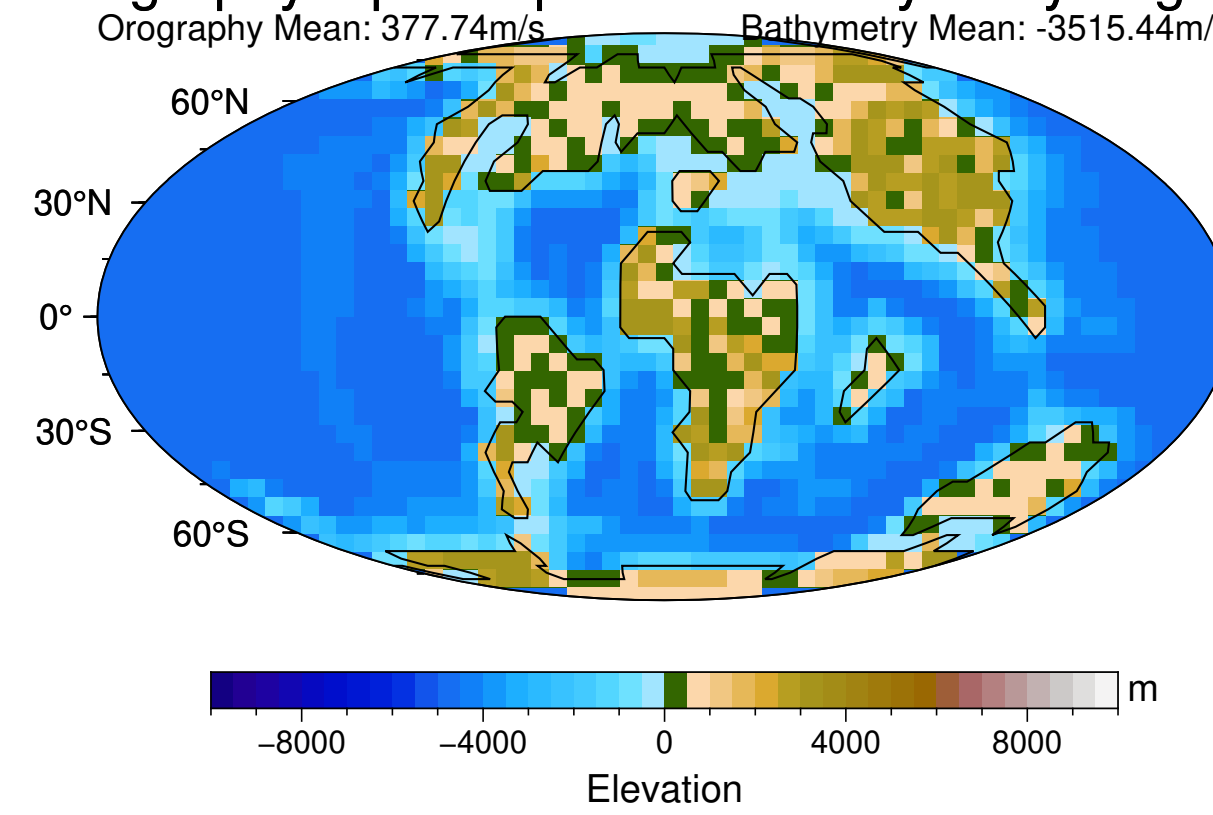 Orography Mean: 377.74m/s
Bathymetry Mean: -3515.44m/
60°N
30°N
0°
30°S
60°S
m
−8000 −4000 0 4000 8000
Elevation